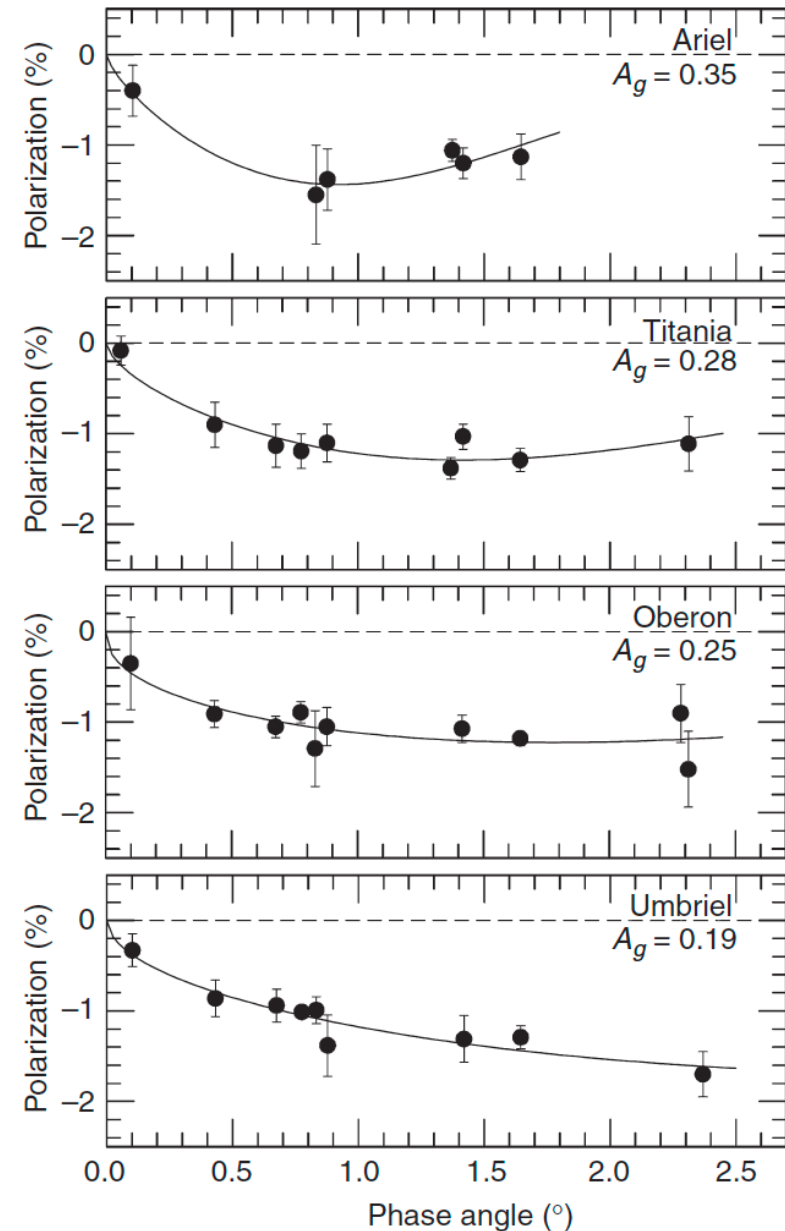 0
Ariel
A_g = 0.35
−1
−2
Polarization (%)
0
Titania
A_g = 0.28
−1
−2
Polarization (%)
0
Oberon
A_g = 0.25
−1
−2
Polarization (%)
0
Umbriel
A_g = 0.19
−1
−2
Polarization (%)
0.0 0.5 1.0 1.5 2.0 2.5
Phase angle (°)